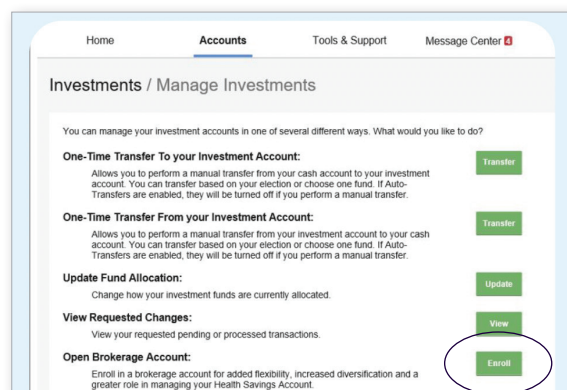 Home Accounts Tools & Support Message Center 4
Investments / Manage Investments
You can manage your investment accounts in one of several different ways. What would you like to do?
One-Time Transfer To your Investment Account:
Transfer
Allows you to perform a manual transfer from your cash account to your investment
account. You can transfer based on your election or choose one fund. If Auto-
Transfers are enabled, they will be turned off if you perform a manual transfer.
One-Time Transfer From your Investment Account:
Transfer
Allows you to perform a manual transfer from your investment account to your cash
account. You can transfer based on your election or choose one fund. If Auto-
Transfers are enabled, they will be turned off if you perform a manual transfer.
Update Fund Allocation:
Update
Change how your investment funds are currently allocated.
View Requested Changes:
View
View your requested pending or processed transactions.
Open Brokerage Account:
Enroll
Enroll in a brokerage account for added flexibility, increased diversification and a
greater role in managing your Health Savings Account.